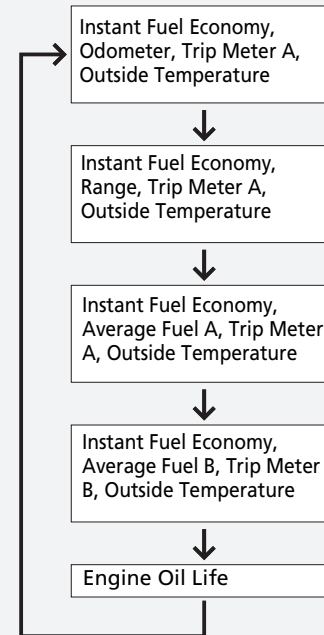 Instant Fuel Economy,
Odometer, Trip Meter A,
Outside Temperature
Instant Fuel Economy,
Range, Trip Meter A,
Outside Temperature
Instant Fuel Economy,
Average Fuel A, Trip Meter
A, Outside Temperature
Instant Fuel Economy,
Average Fuel B, Trip Meter
B, Outside Temperature
Engine Oil Life